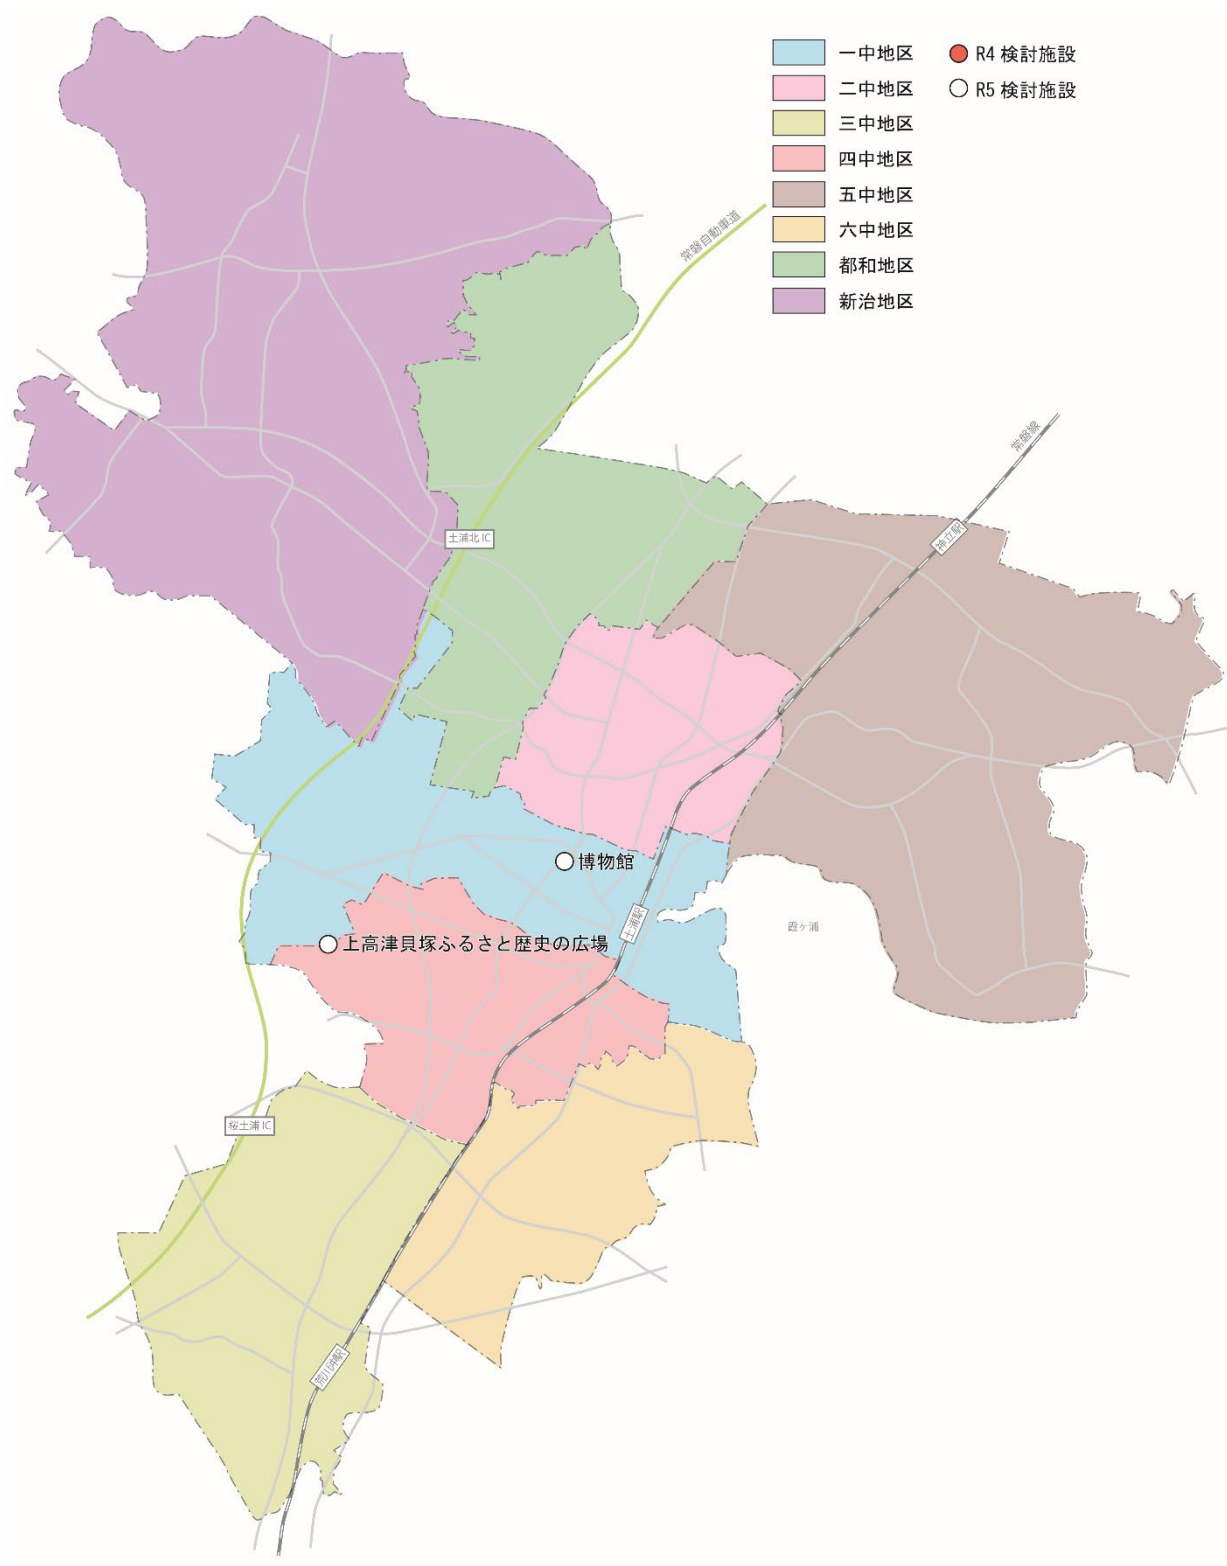 一中地区
二中地区
三中地区
四中地区
五中地区
六中地区
都和地区
新治地区
R4 検討施設
R5 検討施設
常磐自動車道
常磐線
神立駅
土浦北 IC
博物館
土浦駅
霞ヶ浦
上高津貝塚ふるさと歴史の広場
桜土浦 IC
荒川沖駅